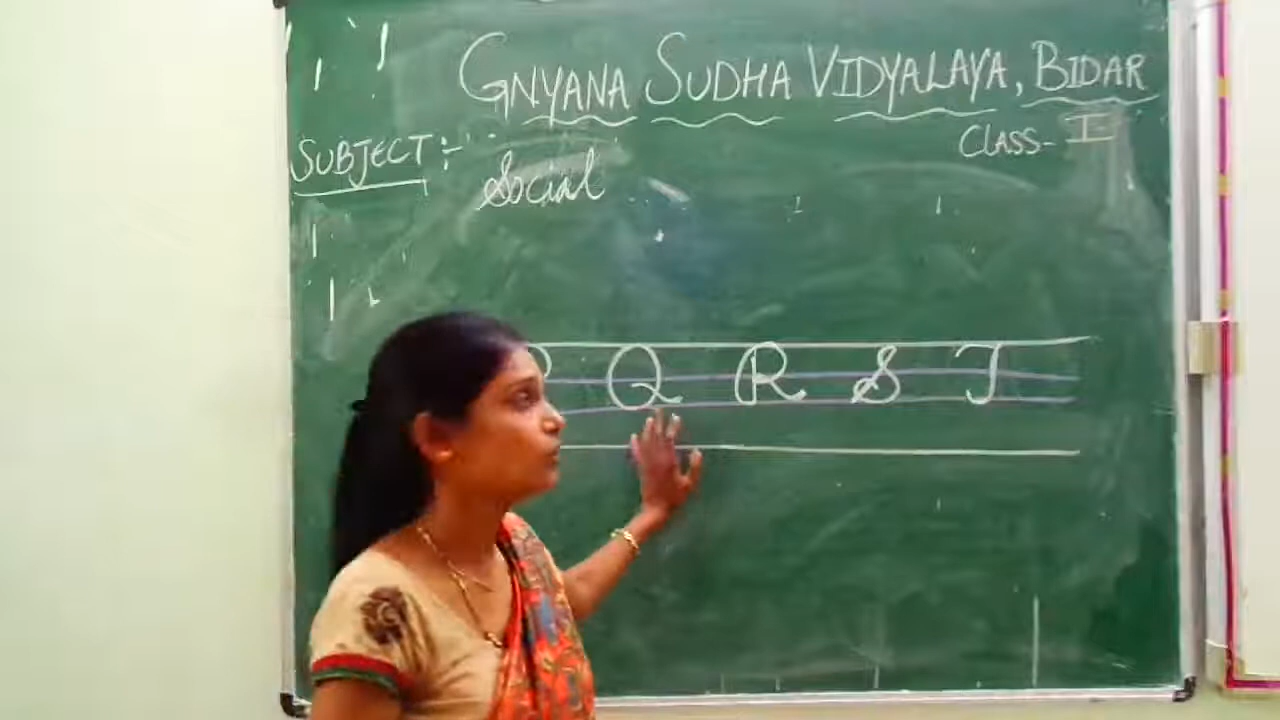 GNYANA SUDHA VIDYALAYA, BIDAR
CLASS- I
SUBJECT :-
Social
P Q R S T